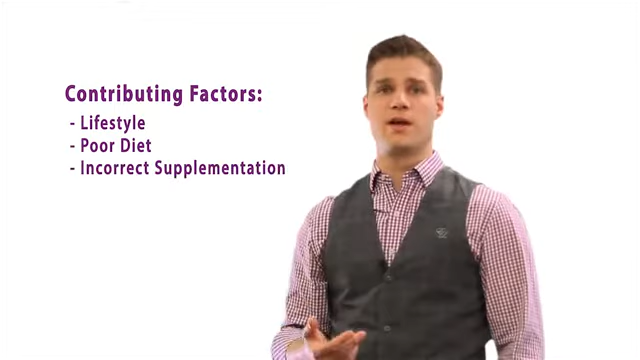 Contributing Factors:
- Lifestyle
- Poor Diet
- Incorrect Supplementation